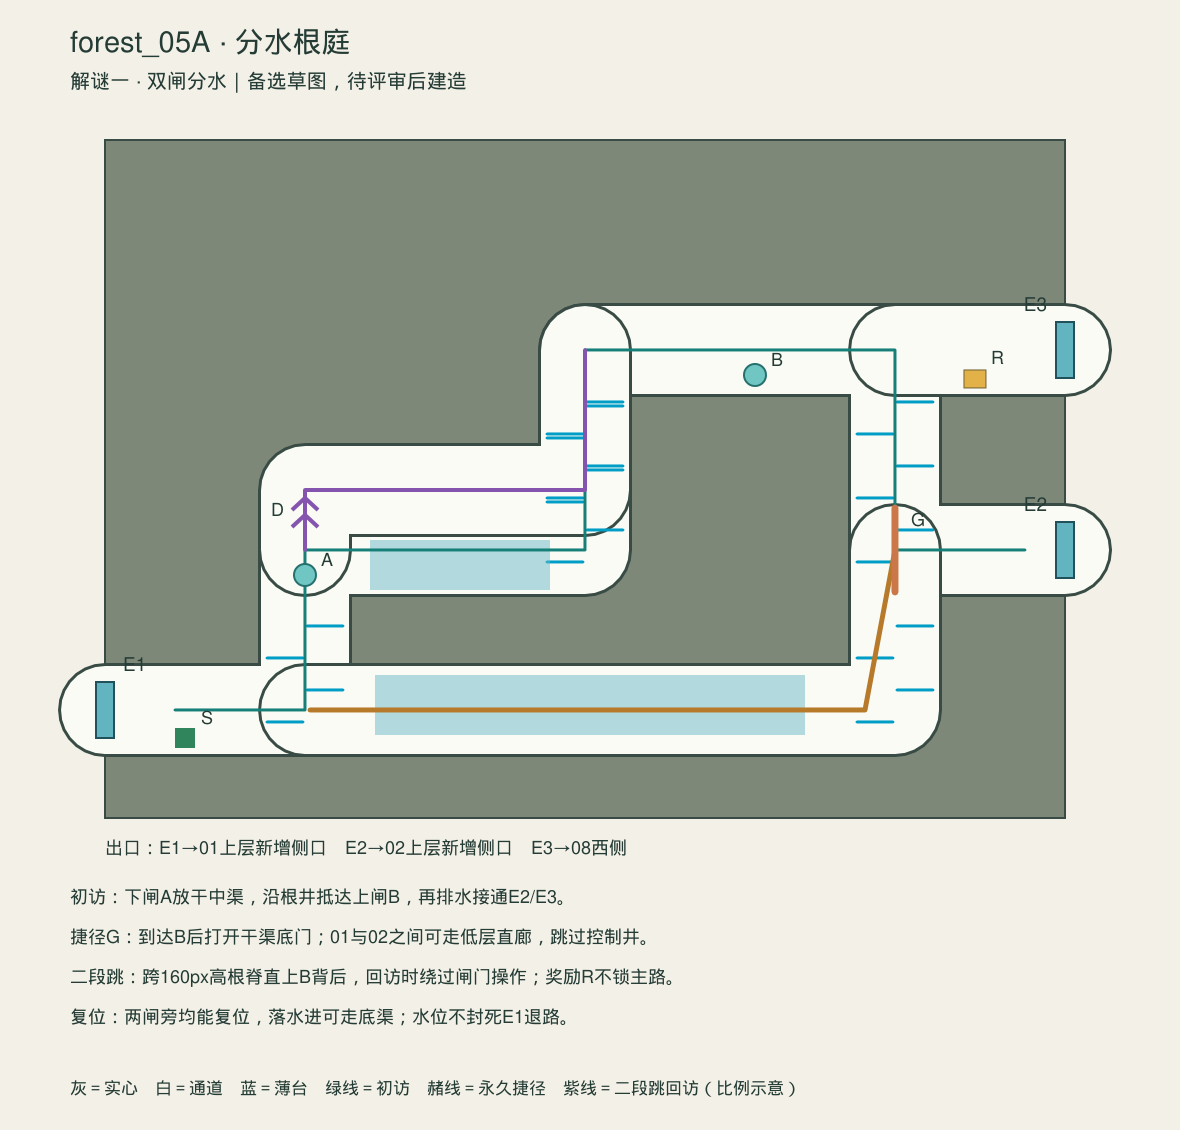 forest_05A · 分水根庭
解谜一 · 双闸分水｜备选草图，待评审后建造
E3
B
R
D
G
E2
A
E1
S
出口：E1→01上层新增侧口　E2→02上层新增侧口　E3→08西侧
初访：下闸A放干中渠，沿根井抵达上闸B，再排水接通E2/E3。
捷径G：到达B后打开干渠底门；01与02之间可走低层直廊，跳过控制井。
二段跳：跨160px高根脊直上B背后，回访时绕过闸门操作；奖励R不锁主路。
复位：两闸旁均能复位，落水进可走底渠；水位不封死E1退路。
灰＝实心　白＝通道　蓝＝薄台　绿线＝初访　赭线＝永久捷径　紫线＝二段跳回访（比例示意）